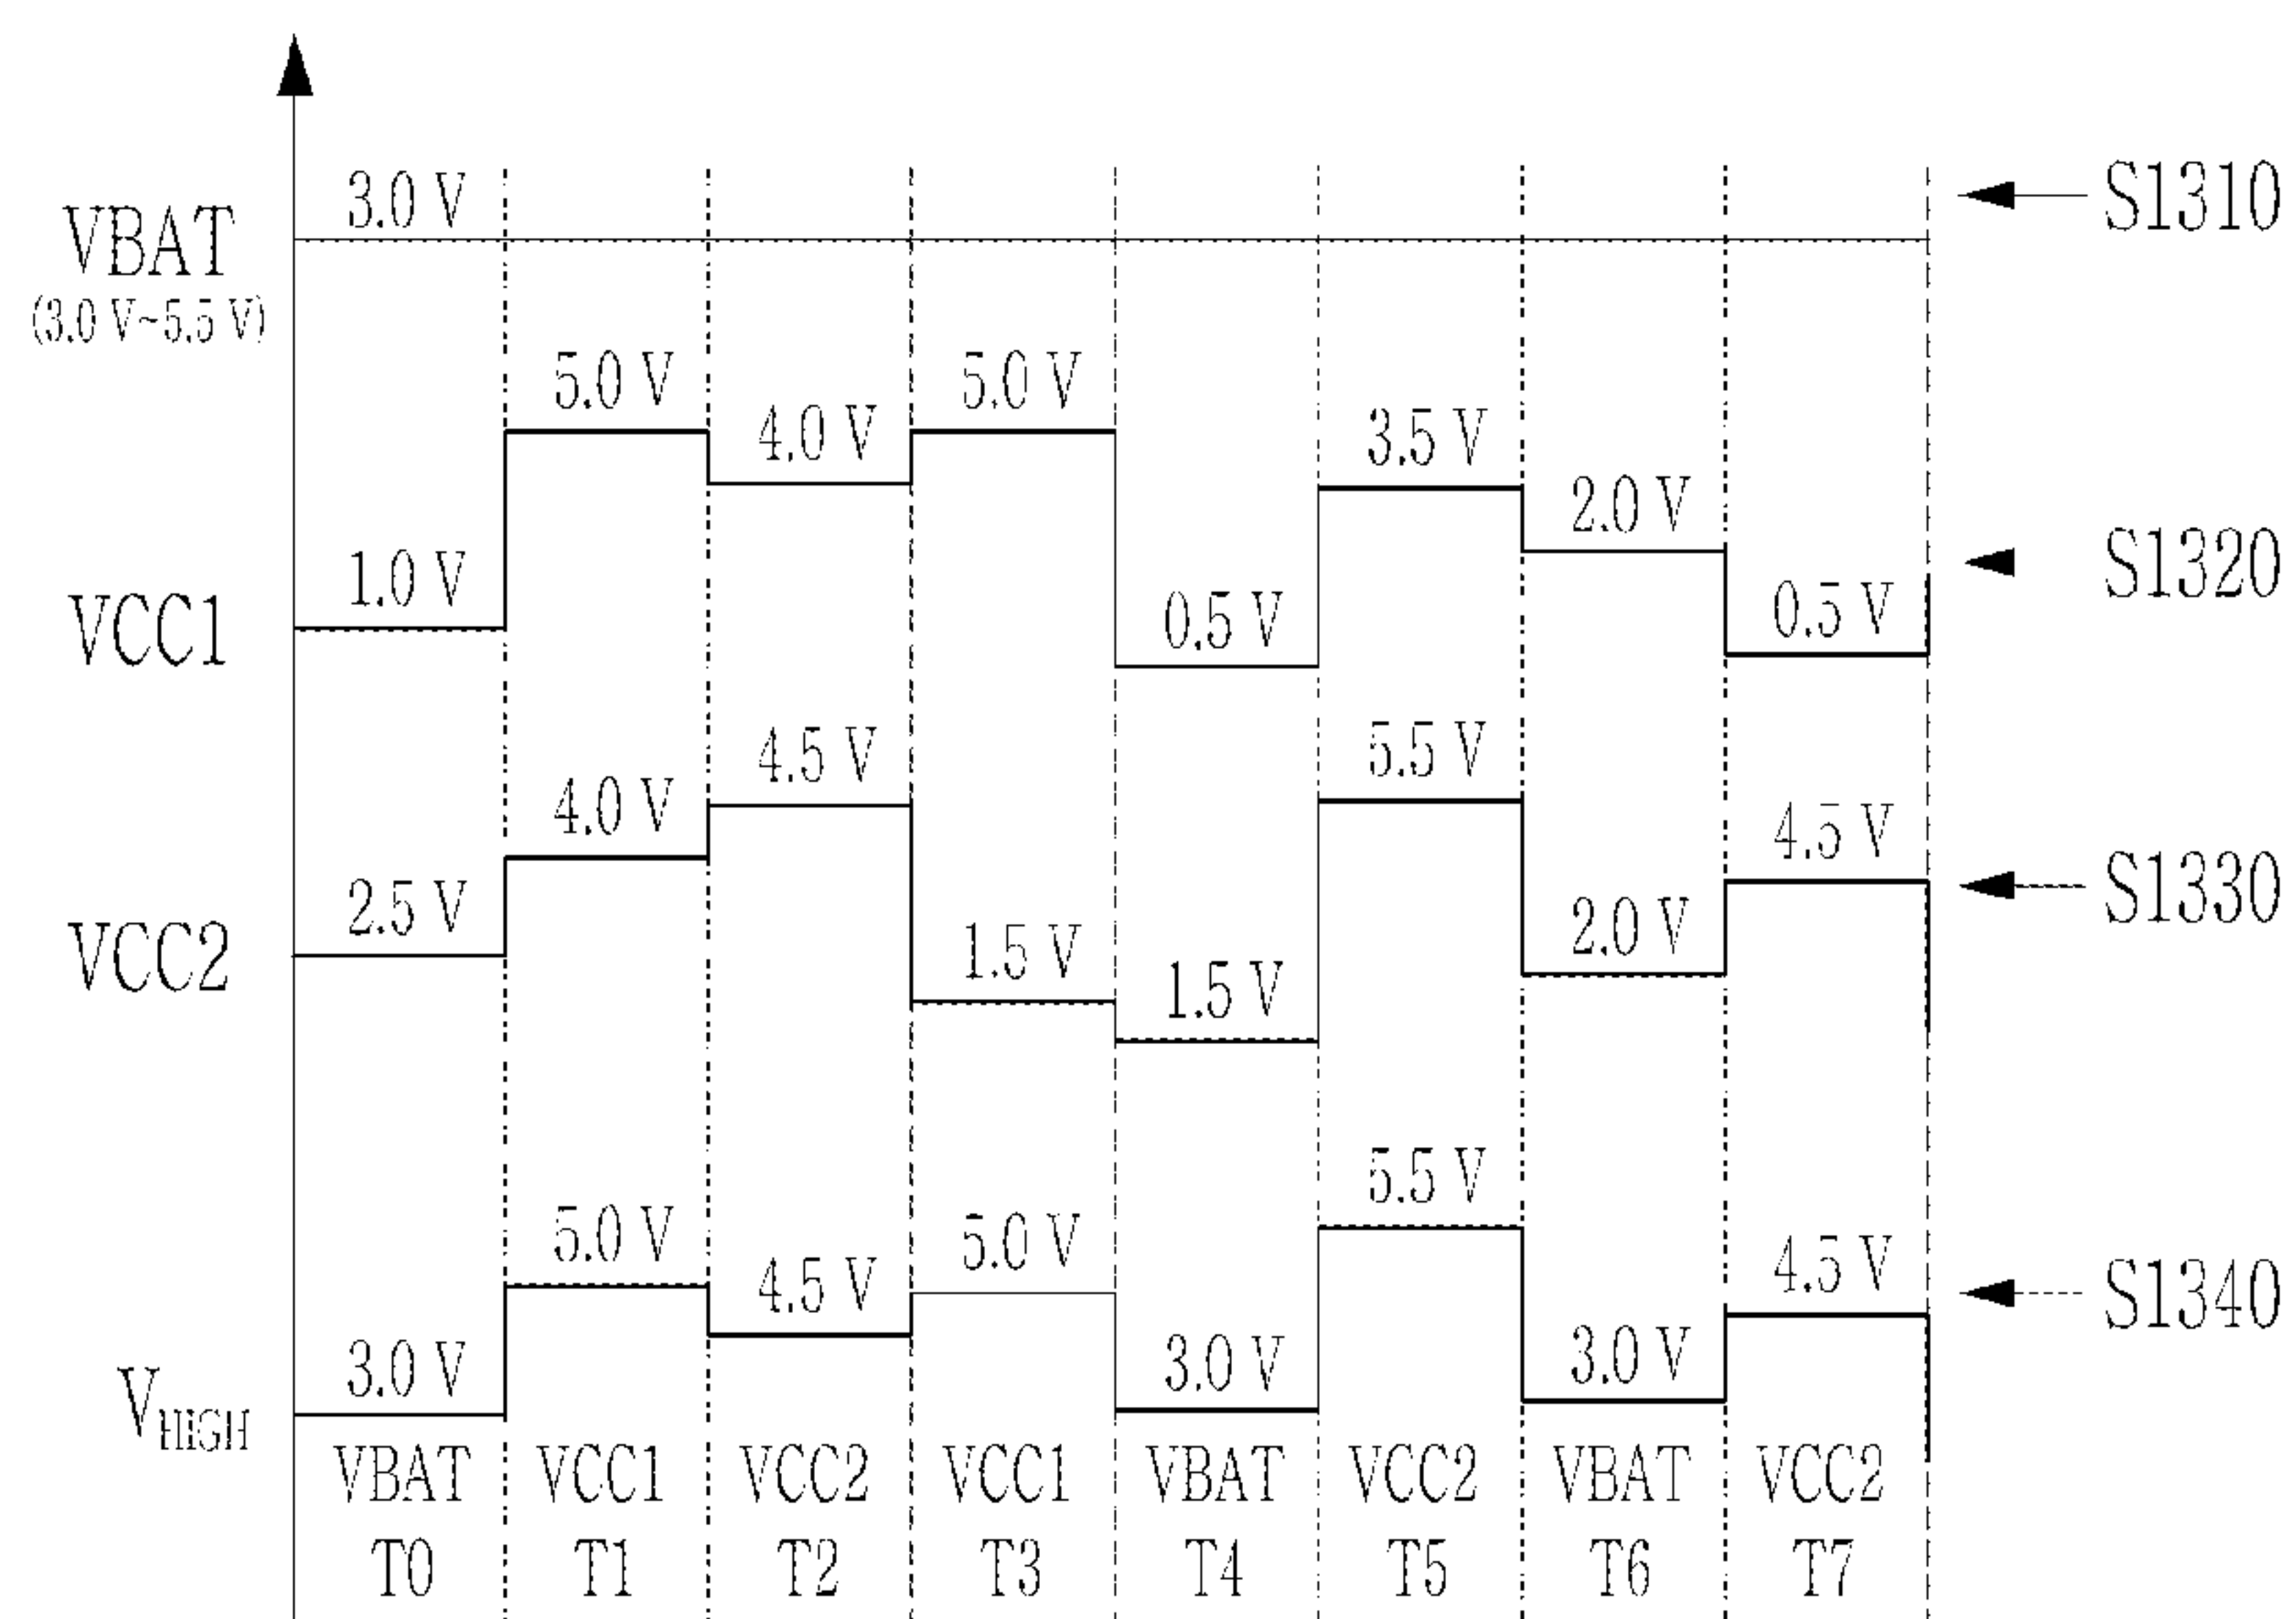 3.0 V
S1310
VBAT
(3.0 V~5.5 V)
5.0 V
5.0 V
4.0 V
3.5 V
2.0 V
1.0 V
0.5 V
0.5 V
S1320
VCC1
4.5 V
5.5 V
4.0 V
4.5 V
2.5 V
2.0 V
S1330
VCC2
1.5 V
1.5 V
5.5 V
5.0 V
5.0 V
4.5 V
4.5 V
S1340
3.0 V
3.0 V
3.0 V
VHIGH
VBAT VCC1 VCC2 VCC1 VBAT VCC2 VBAT VCC2
T0 T1 T2 T3 T4 T5 T6 T7